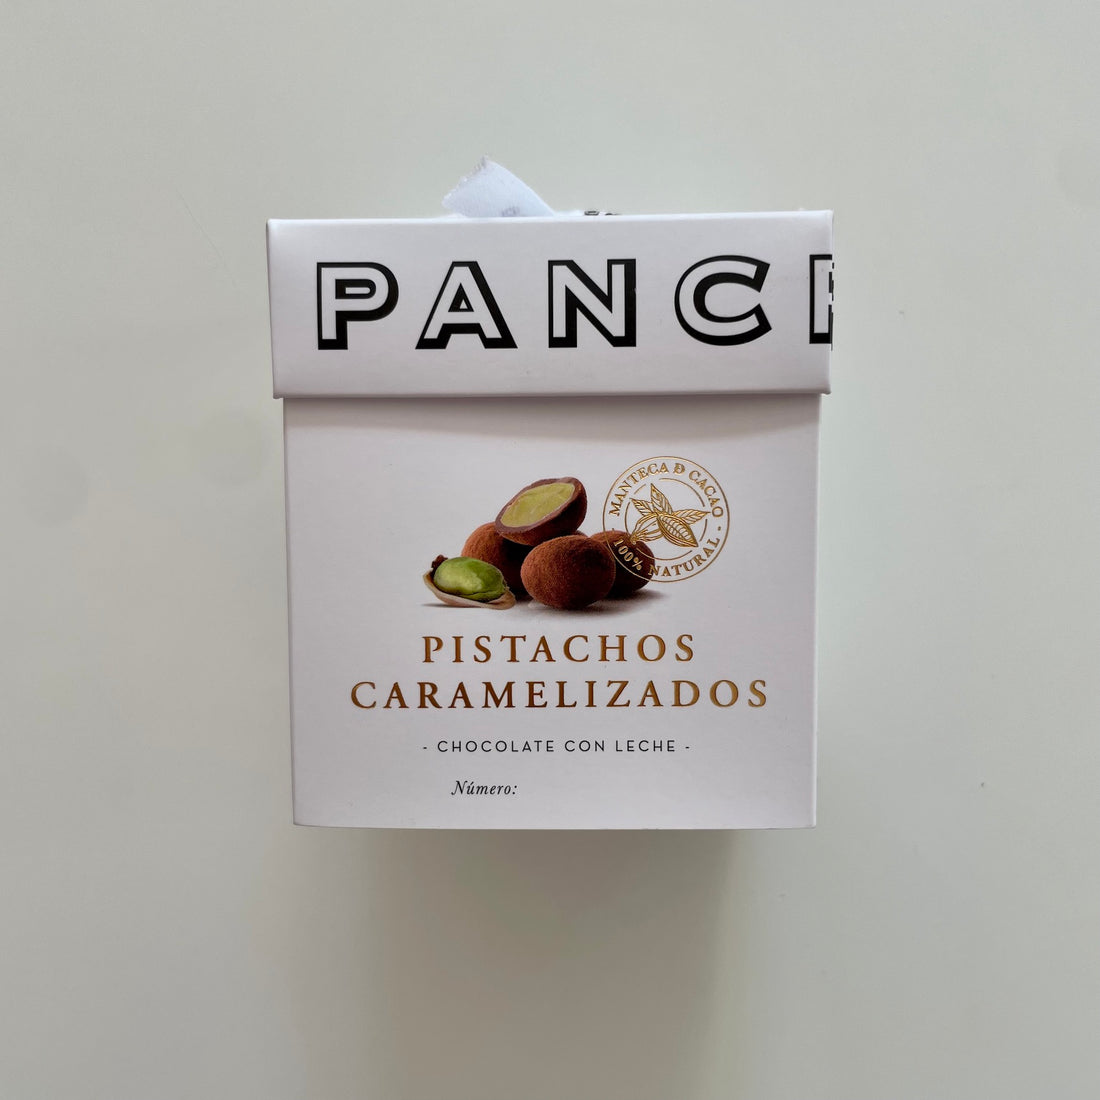 PANC
MANTECA D CACAO
- 100% NATURAL -
PISTACHOS
CARAMELIZADOS
- CHOCOLATE CON LECHE -
Número: